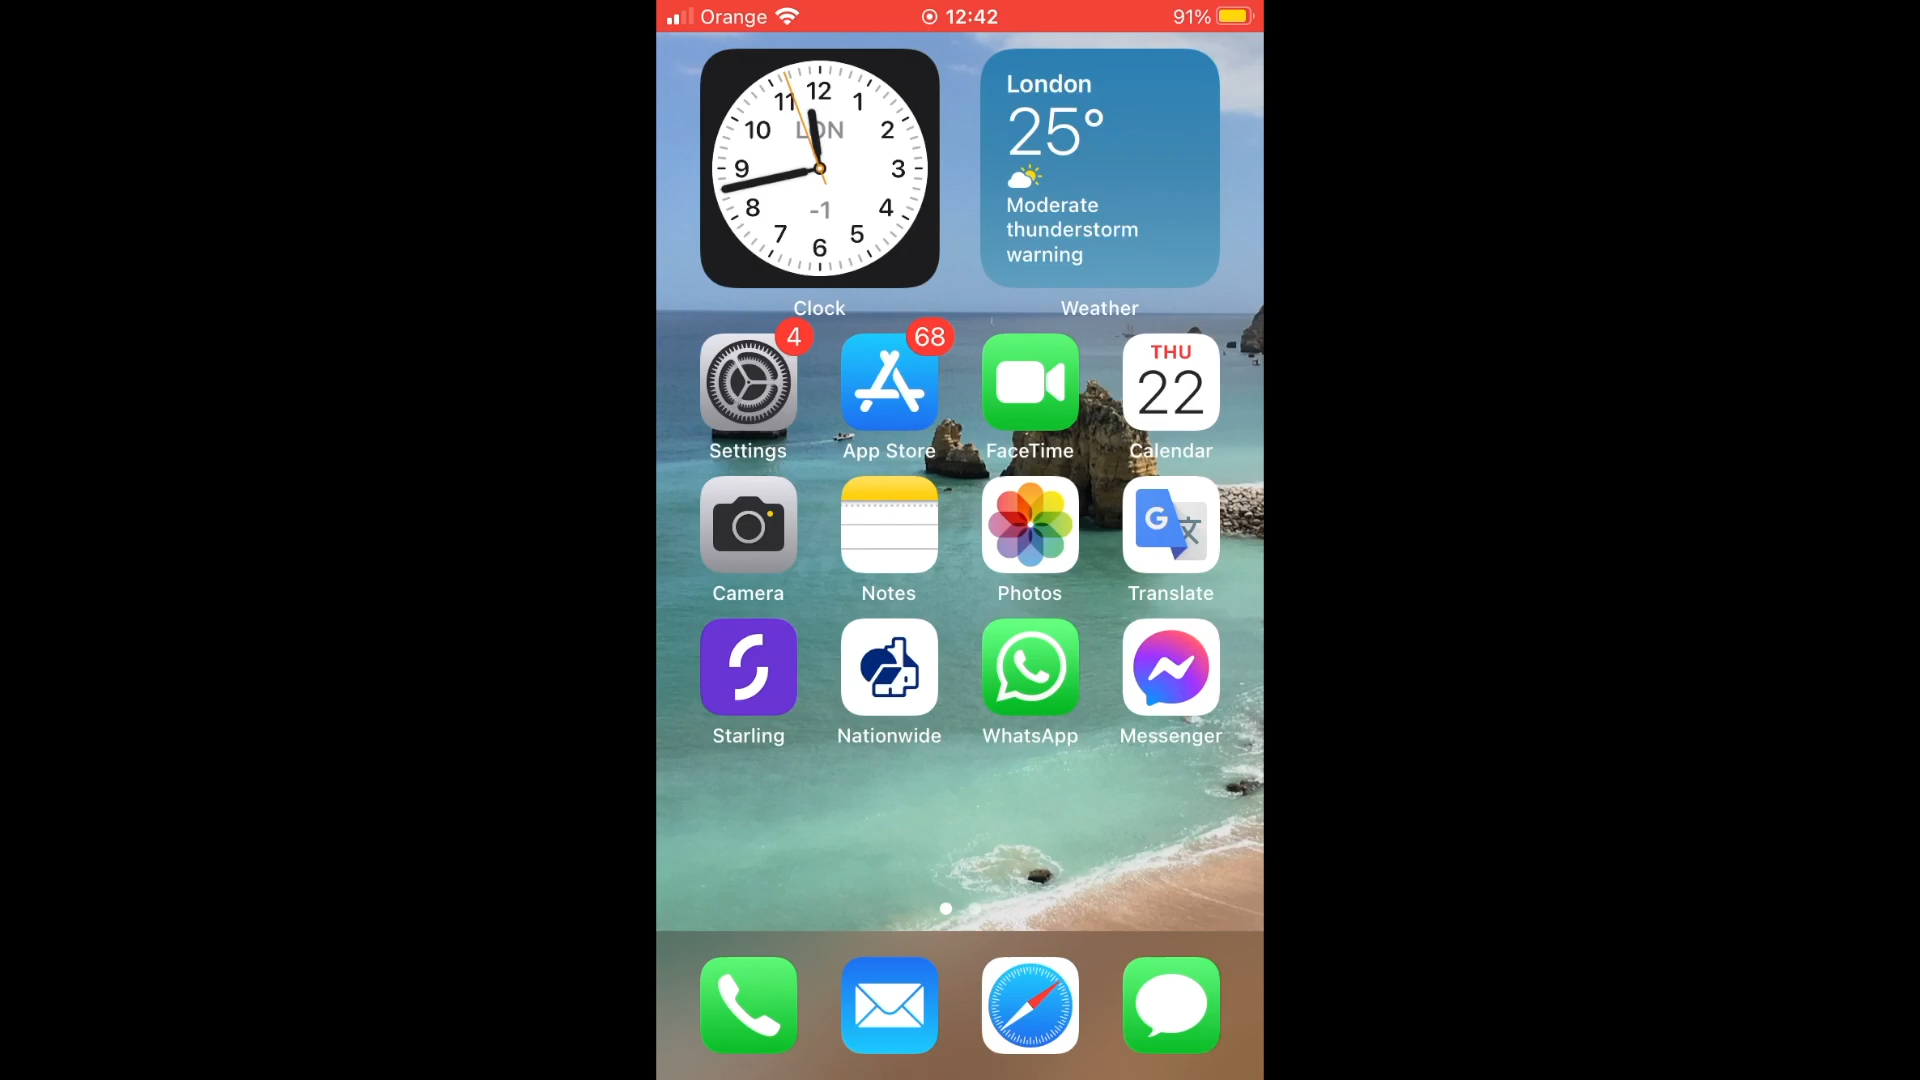 Orange 12:42 91%
12
11 1
10 LON 2
9 3
8 -1 4
7 5
6
London
25°
Moderate
thunderstorm
warning
Clock Weather
4 68
THU
22
Settings App Store FaceTime Calendar
G 文
Camera Notes Photos Translate
Starling Nationwide WhatsApp Messenger